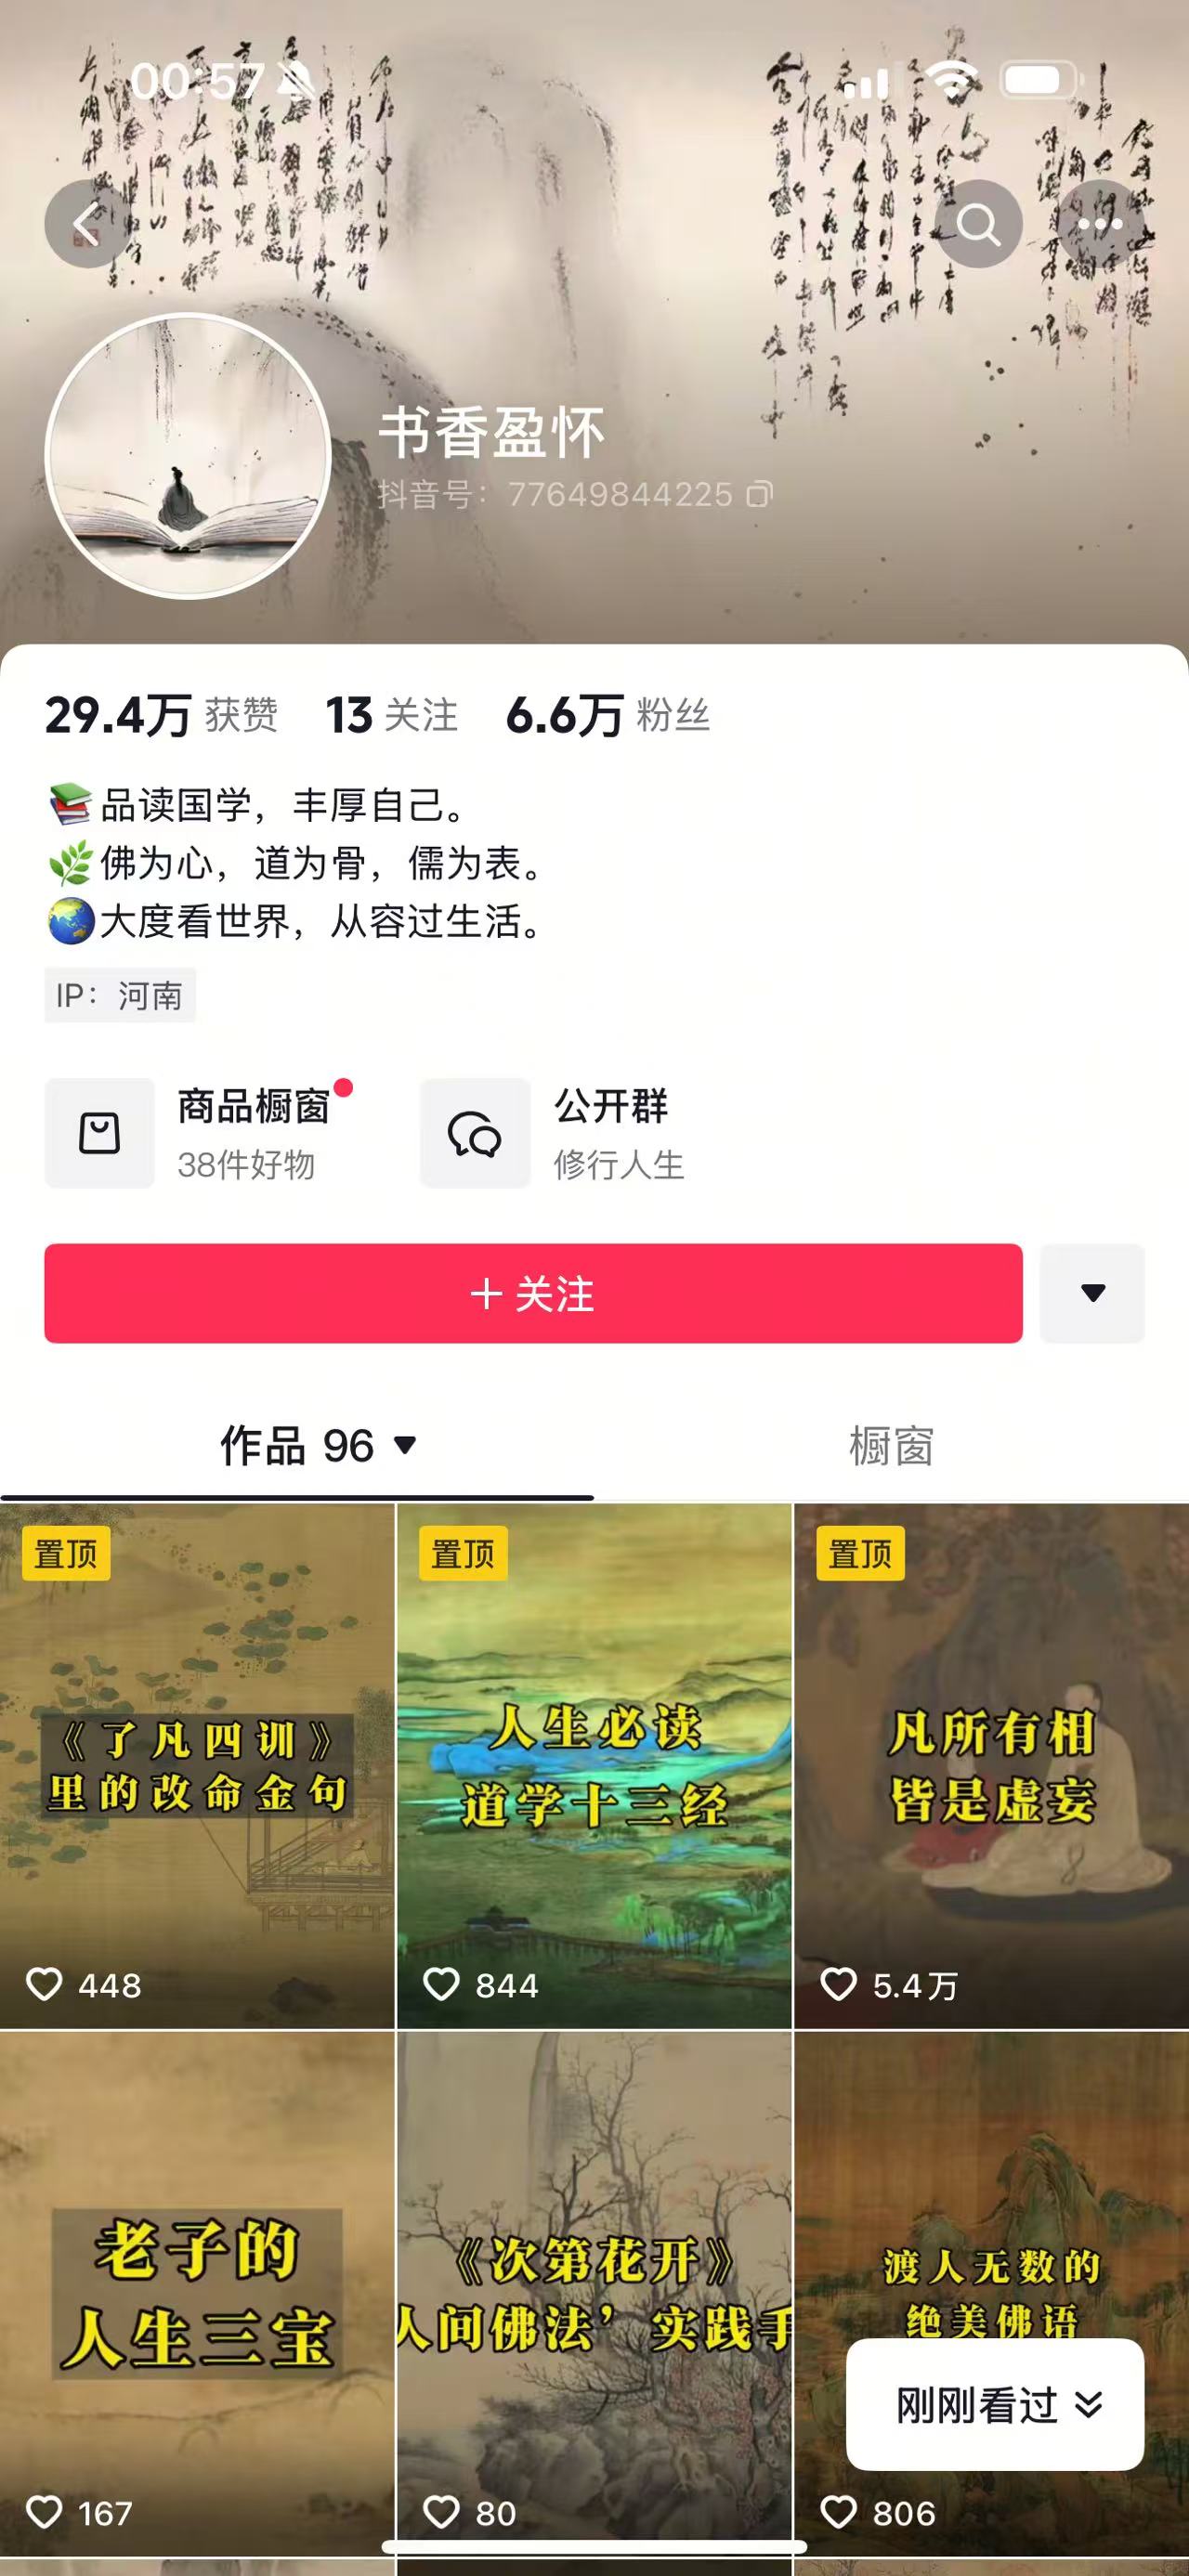 00:57
书香盈怀
抖音号：77649844225
29.4万 获赞 13 关注 6.6万 粉丝
品读国学，丰厚自己。
佛为心，道为骨，儒为表。
大度看世界，从容过生活。
IP：河南
商品橱窗 公开群
38件好物 修行人生
关注
作品 96 橱窗
置顶 置顶 置顶
《了凡四训》
里的改命金句
人生必读
道学十三经
凡所有相
皆是虚妄
448 844 5.4万
老子的
人生三宝
《次第花开》
人间佛法’实践手
渡人无数的
绝美佛语
刚刚看过
167 80 806